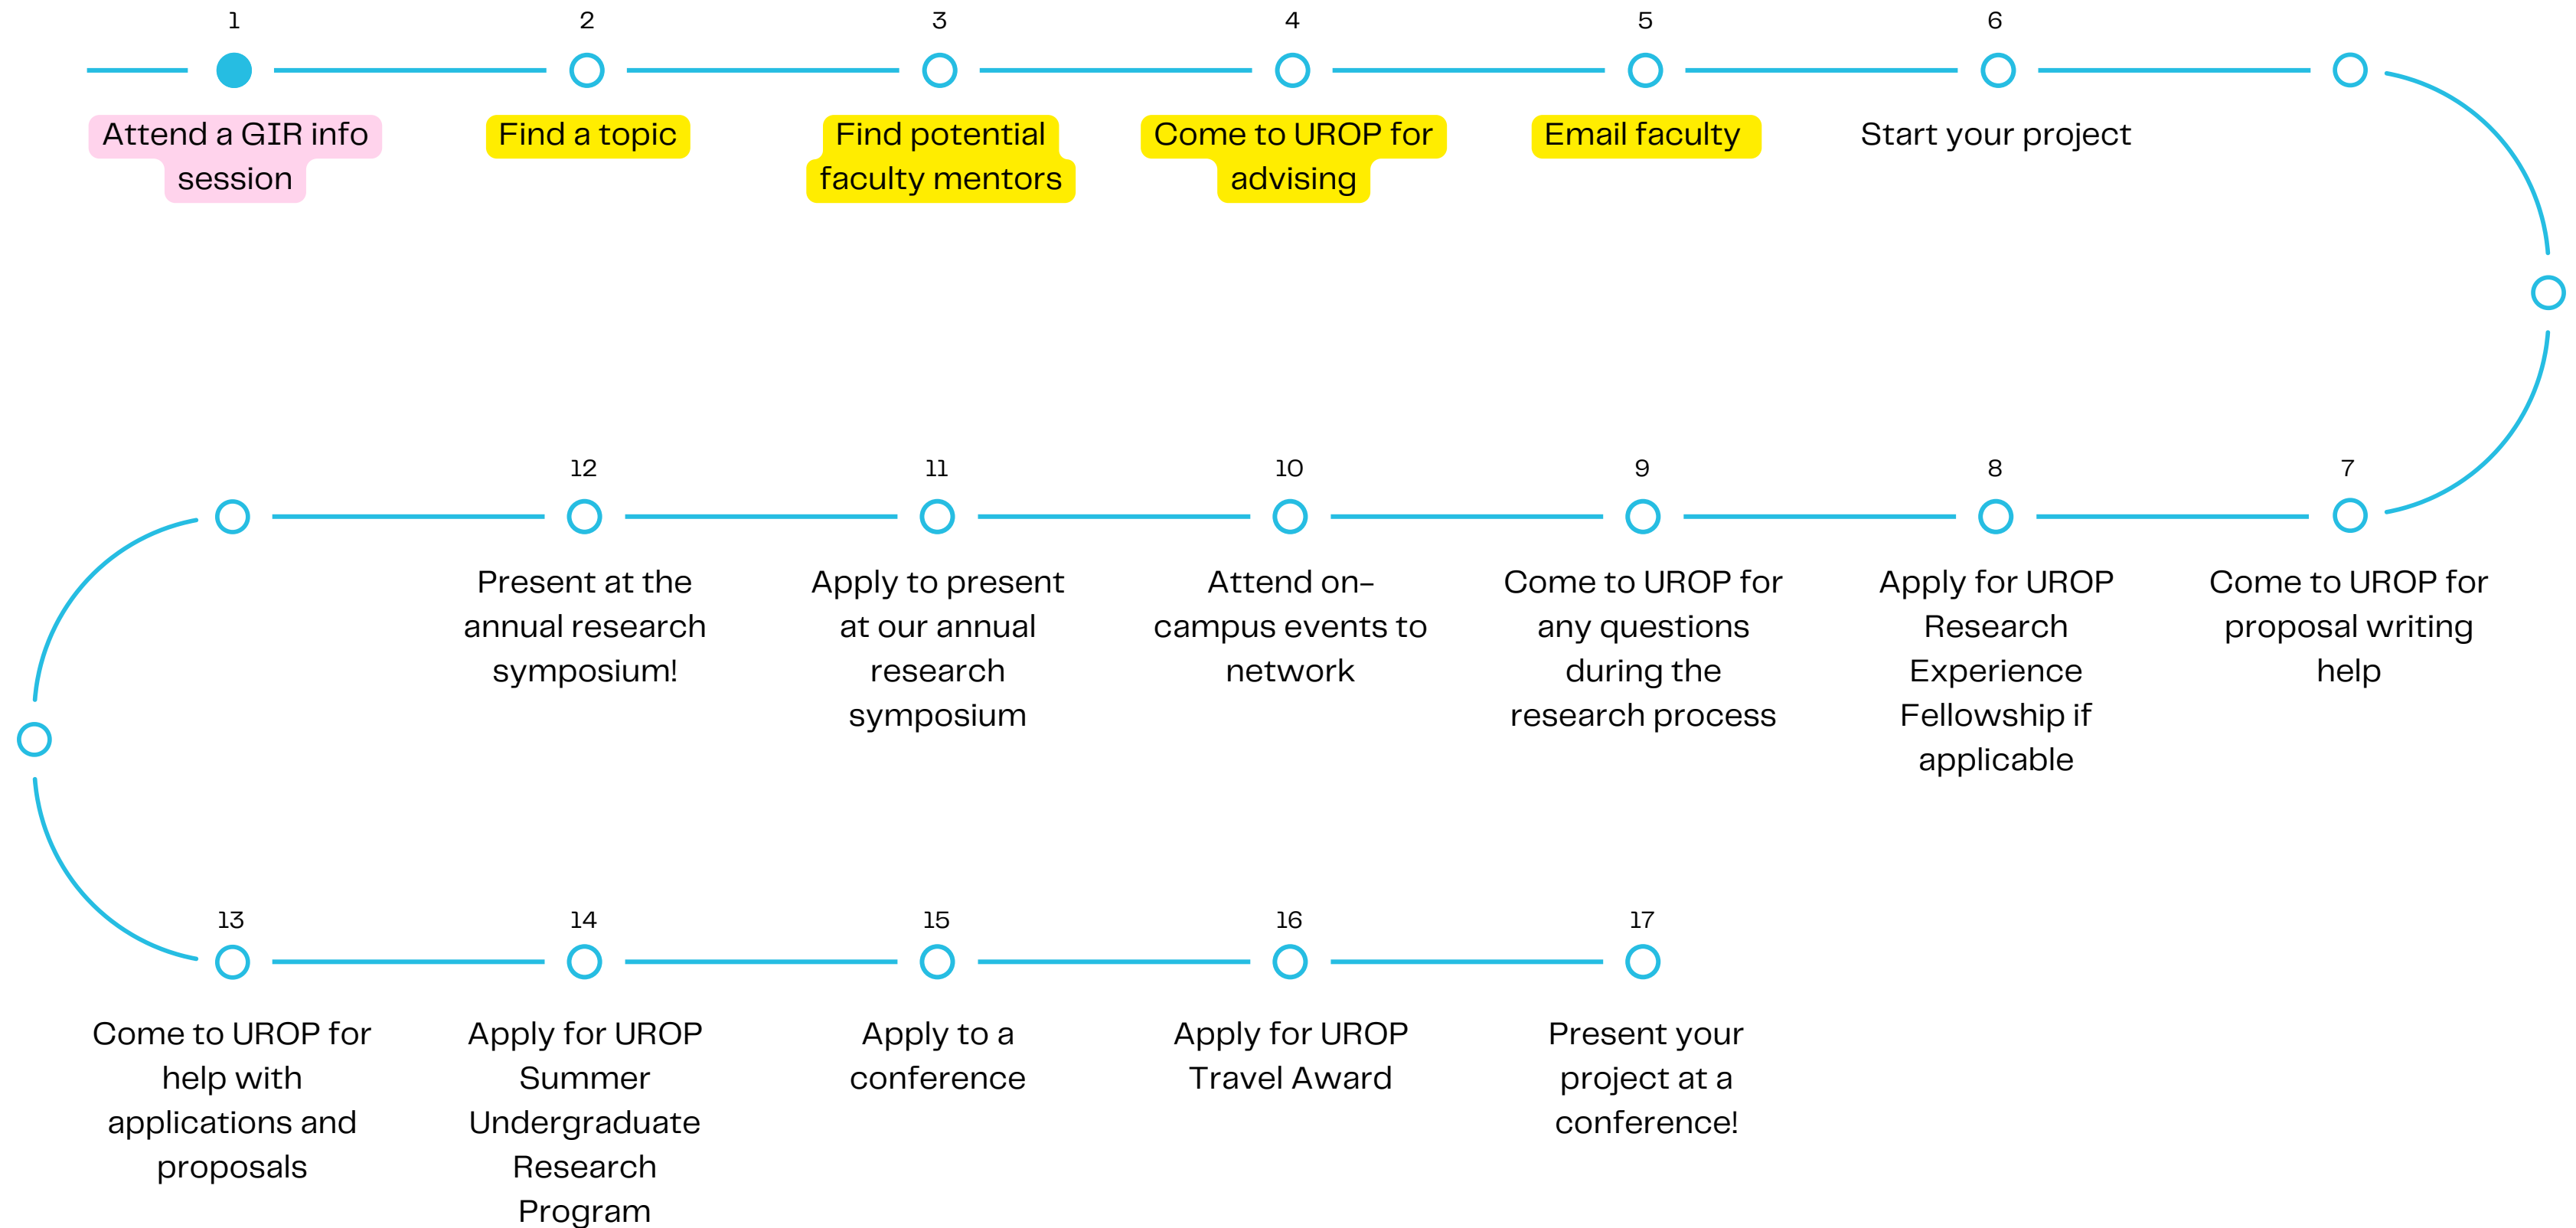 1
Attend a GIR info
session
2
Find a topic
3
Find potential
faculty mentors
4
Come to UROP for
advising
5
Email faculty
6
Start your project
7
Come to UROP for
proposal writing
help
8
Apply for UROP
Research
Experience
Fellowship if
applicable
9
Come to UROP for
any questions
during the
research process
10
Attend on-
campus events to
network
11
Apply to present
at our annual
research
symposium
12
Present at the
annual research
symposium!
13
Come to UROP for
help with
applications and
proposals
14
Apply for UROP
Summer
Undergraduate
Research
Program
15
Apply to a
conference
16
Apply for UROP
Travel Award
17
Present your
project at a
conference!